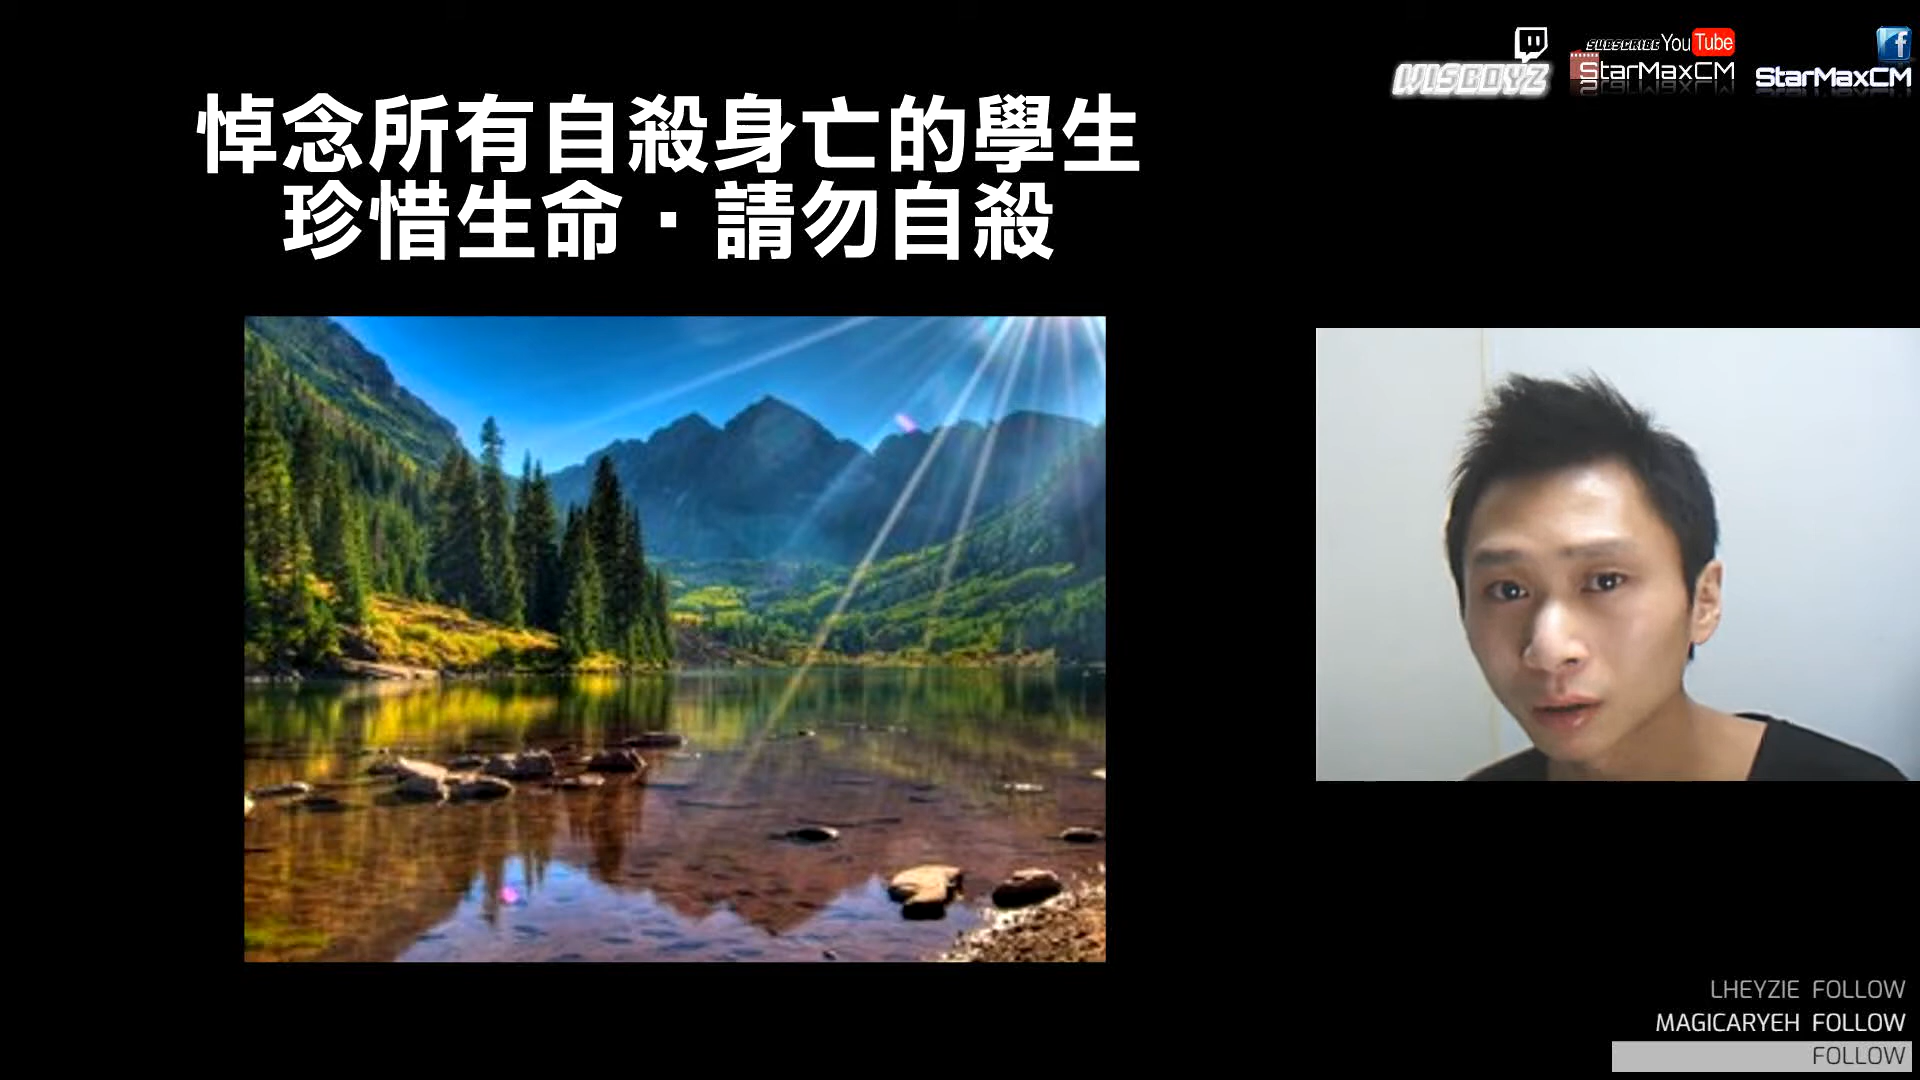 WISBOYZ
SUBSCRIBE YouTube
StarMaxCM
StarMaxCM
悼念所有自殺身亡的學生
珍惜生命·請勿自殺
LHEYZIE FOLLOW
MAGICARYEH FOLLOW
FOLLOW